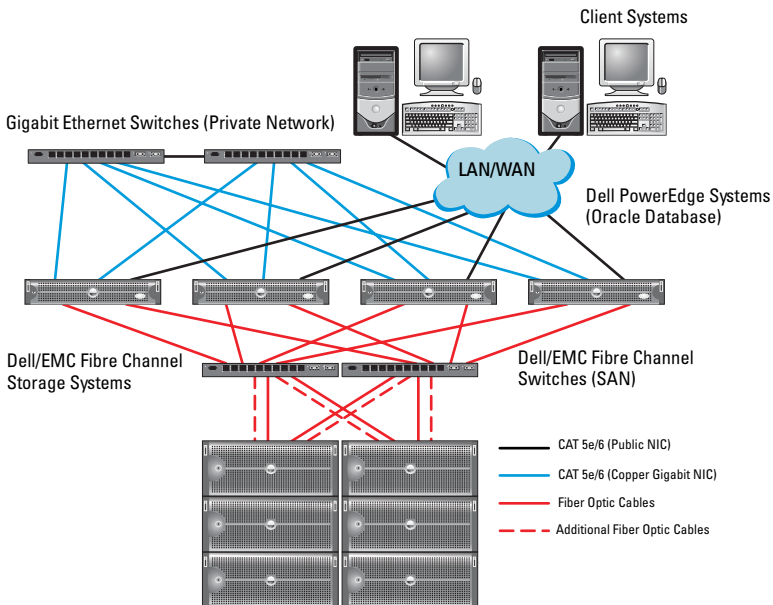 Client Systems
Gigabit Ethernet Switches (Private Network)
LAN/WAN
Dell PowerEdge Systems
(Oracle Database)
Dell/EMC Fibre Channel
Storage Systems
Dell/EMC Fibre Channel
Switches (SAN)
CAT 5e/6 (Public NIC)
CAT 5e/6 (Copper Gigabit NIC)
Fiber Optic Cables
Additional Fiber Optic Cables